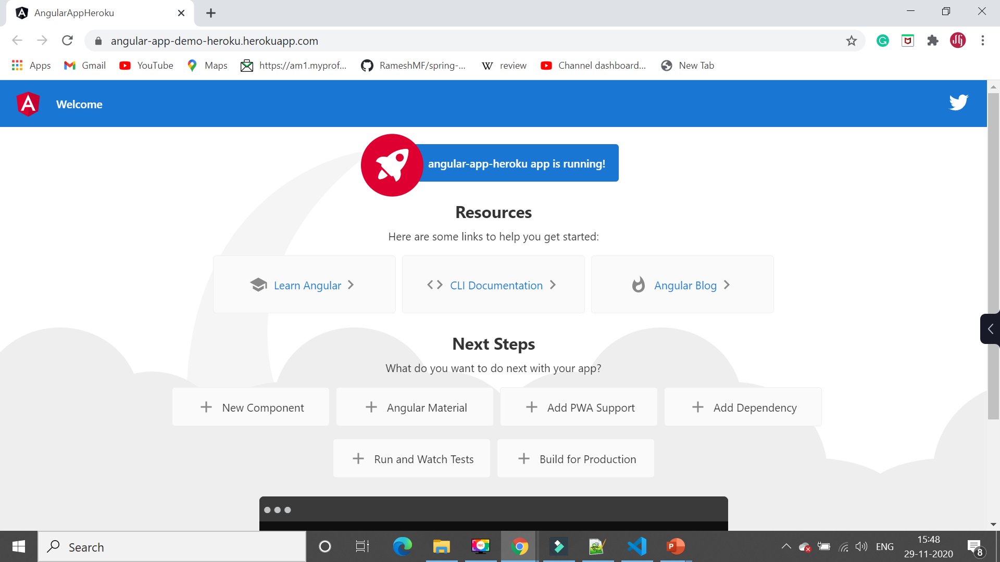 AngularAppHeroku
angular-app-demo-heroku.herokuapp.com
Apps Gmail YouTube Maps https://am1.myprof... RameshMF/spring-... W review Channel dashboard... New Tab
A Welcome
angular-app-heroku app is running!
Resources
Here are some links to help you get started:
Learn Angular CLI Documentation Angular Blog
Next Steps
What do you want to do next with your app?
New Component Angular Material Add PWA Support Add Dependency
Run and Watch Tests Build for Production
Search
REC
P
ENG
15:48
29-11-2020
8